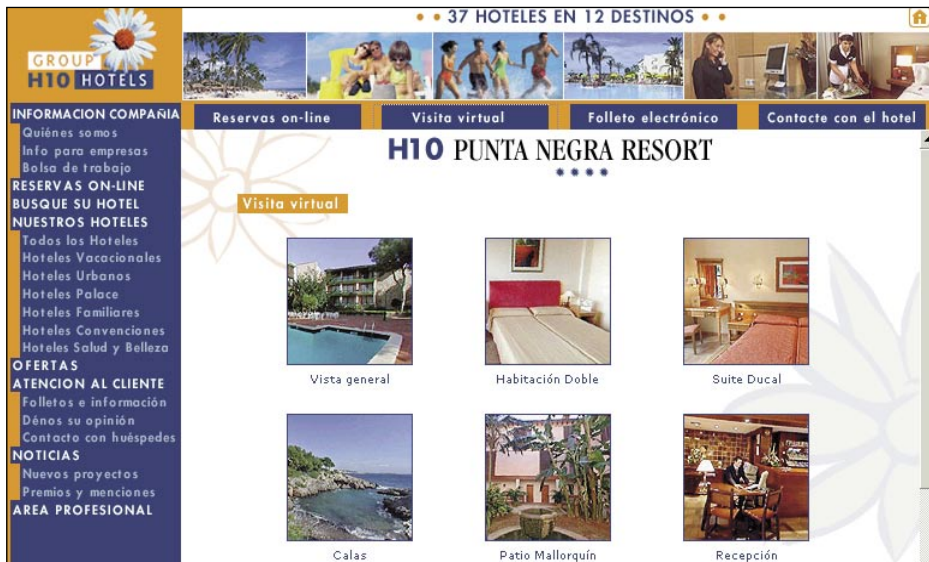 • • 37 HOTELES EN 12 DESTINOS • •
GROUP
H10 HOTELS
INFORMACION COMPAÑIA
Quiénes somos
Info para empresas
Bolsa de trabajo
RESERVAS ON-LINE
BUSQUE SU HOTEL
NUESTROS HOTELES
Todos los Hoteles
Hoteles Vacacionales
Hoteles Urbanos
Hoteles Palace
Hoteles Familiares
Hoteles Convenciones
Hoteles Salud y Belleza
OFERTAS
ATENCION AL CLIENTE
Folletos e información
Dénos su opinión
Contacto con huéspedes
NOTICIAS
Nuevos proyectos
Premios y menciones
AREA PROFESIONAL
Reservas on-line
Visita virtual
Folleto electrónico
Contacte con el hotel
H10 PUNTA NEGRA RESORT
Visita virtual
Vista general
Habitación Doble
Suite Ducal
Calas
Patio Mallorquín
Recepción